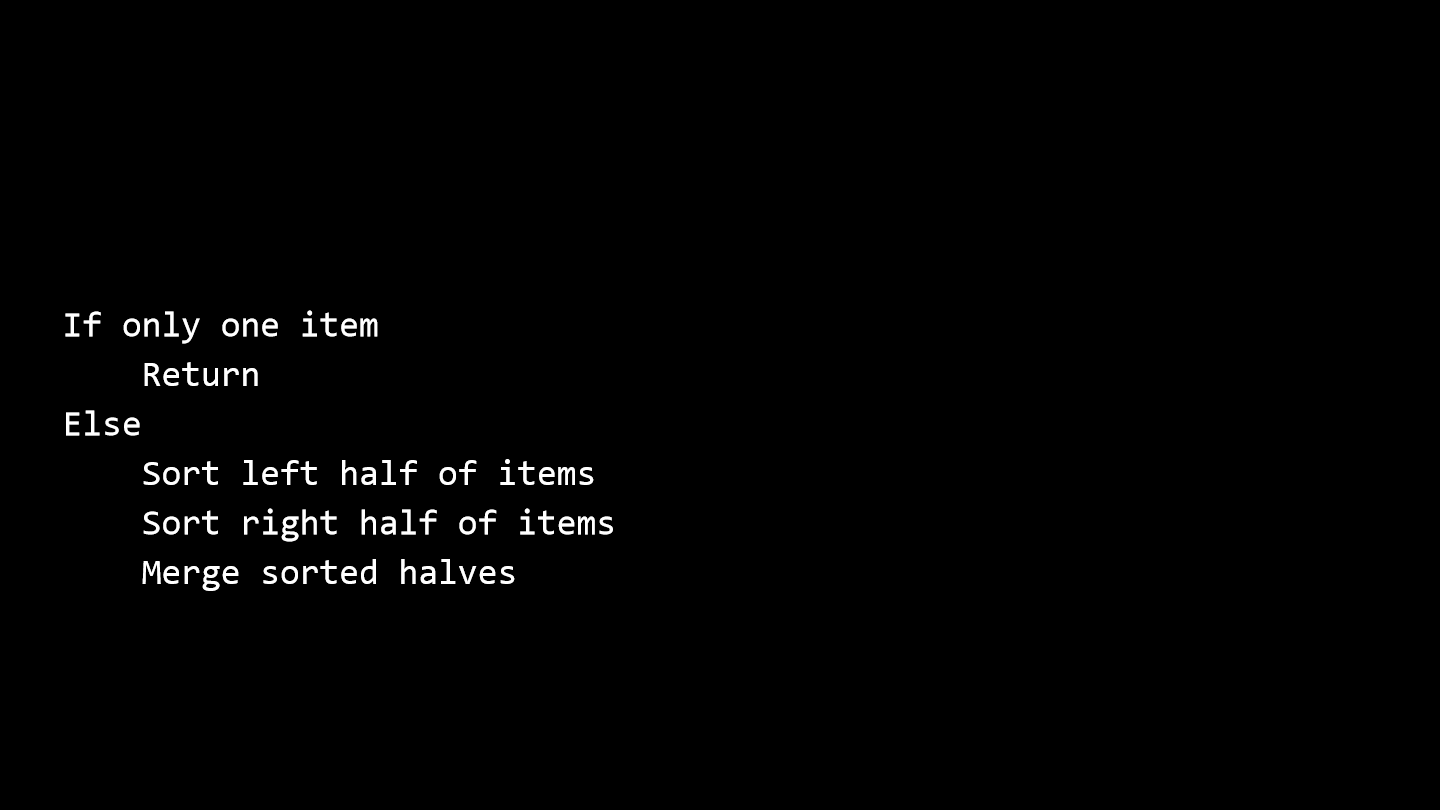 If only one item
    Return
Else
    Sort left half of items
    Sort right half of items
    Merge sorted halves